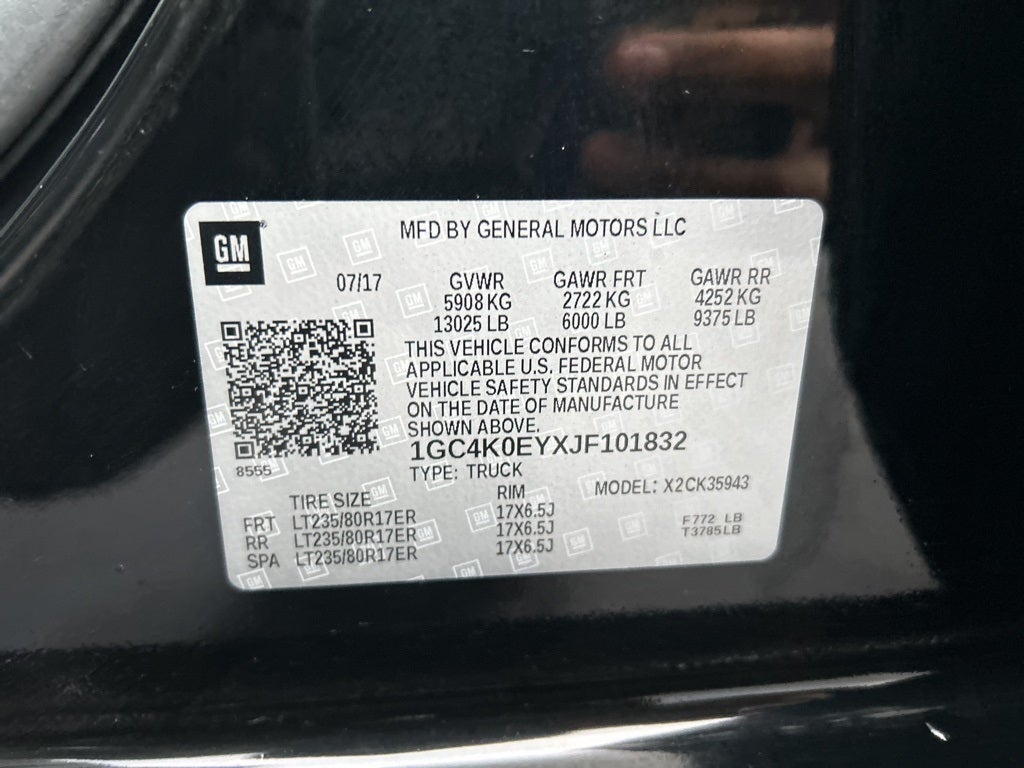 GM
MFD BY GENERAL MOTORS LLC
07/17 GVWR GAWR FRT GAWR RR
5908 KG 2722 KG 4252 KG
13025 LB 6000 LB 9375 LB
THIS VEHICLE CONFORMS TO ALL
APPLICABLE U.S. FEDERAL MOTOR
VEHICLE SAFETY STANDARDS IN EFFECT
ON THE DATE OF MANUFACTURE
SHOWN ABOVE.
1GC4K0EYXJF101832
8555
TYPE: TRUCK
TIRE SIZE RIM MODEL: X2CK35943
FRT LT235/80R17ER 17X6.5J F772 LB
RR LT235/80R17ER 17X6.5J T3785LB
SPA LT235/80R17ER 17X6.5J